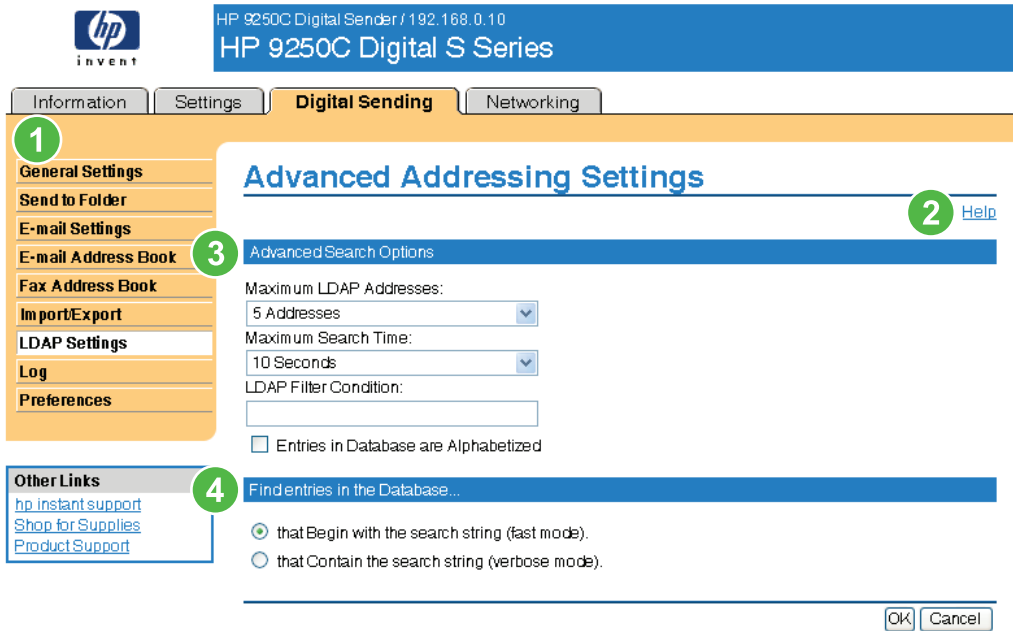 hp
invent
HP 9250C Digital Sender / 192.168.0.10
HP 9250C Digital S Series
Information
Settings
Digital Sending
Networking
1
General Settings
Send to Folder
E-mail Settings
E-mail Address Book
Fax Address Book
Import/Export
LDAP Settings
Log
Preferences
Other Links
hp instant support
Shop for Supplies
Product Support
Advanced Addressing Settings
2
Help
3
Advanced Search Options
Maximum LDAP Addresses:
5 Addresses
Maximum Search Time:
10 Seconds
LDAP Filter Condition:
Entries in Database are Alphabetized
4
Find entries in the Database...
that Begin with the search string (fast mode).
that Contain the search string (verbose mode).
OK
Cancel